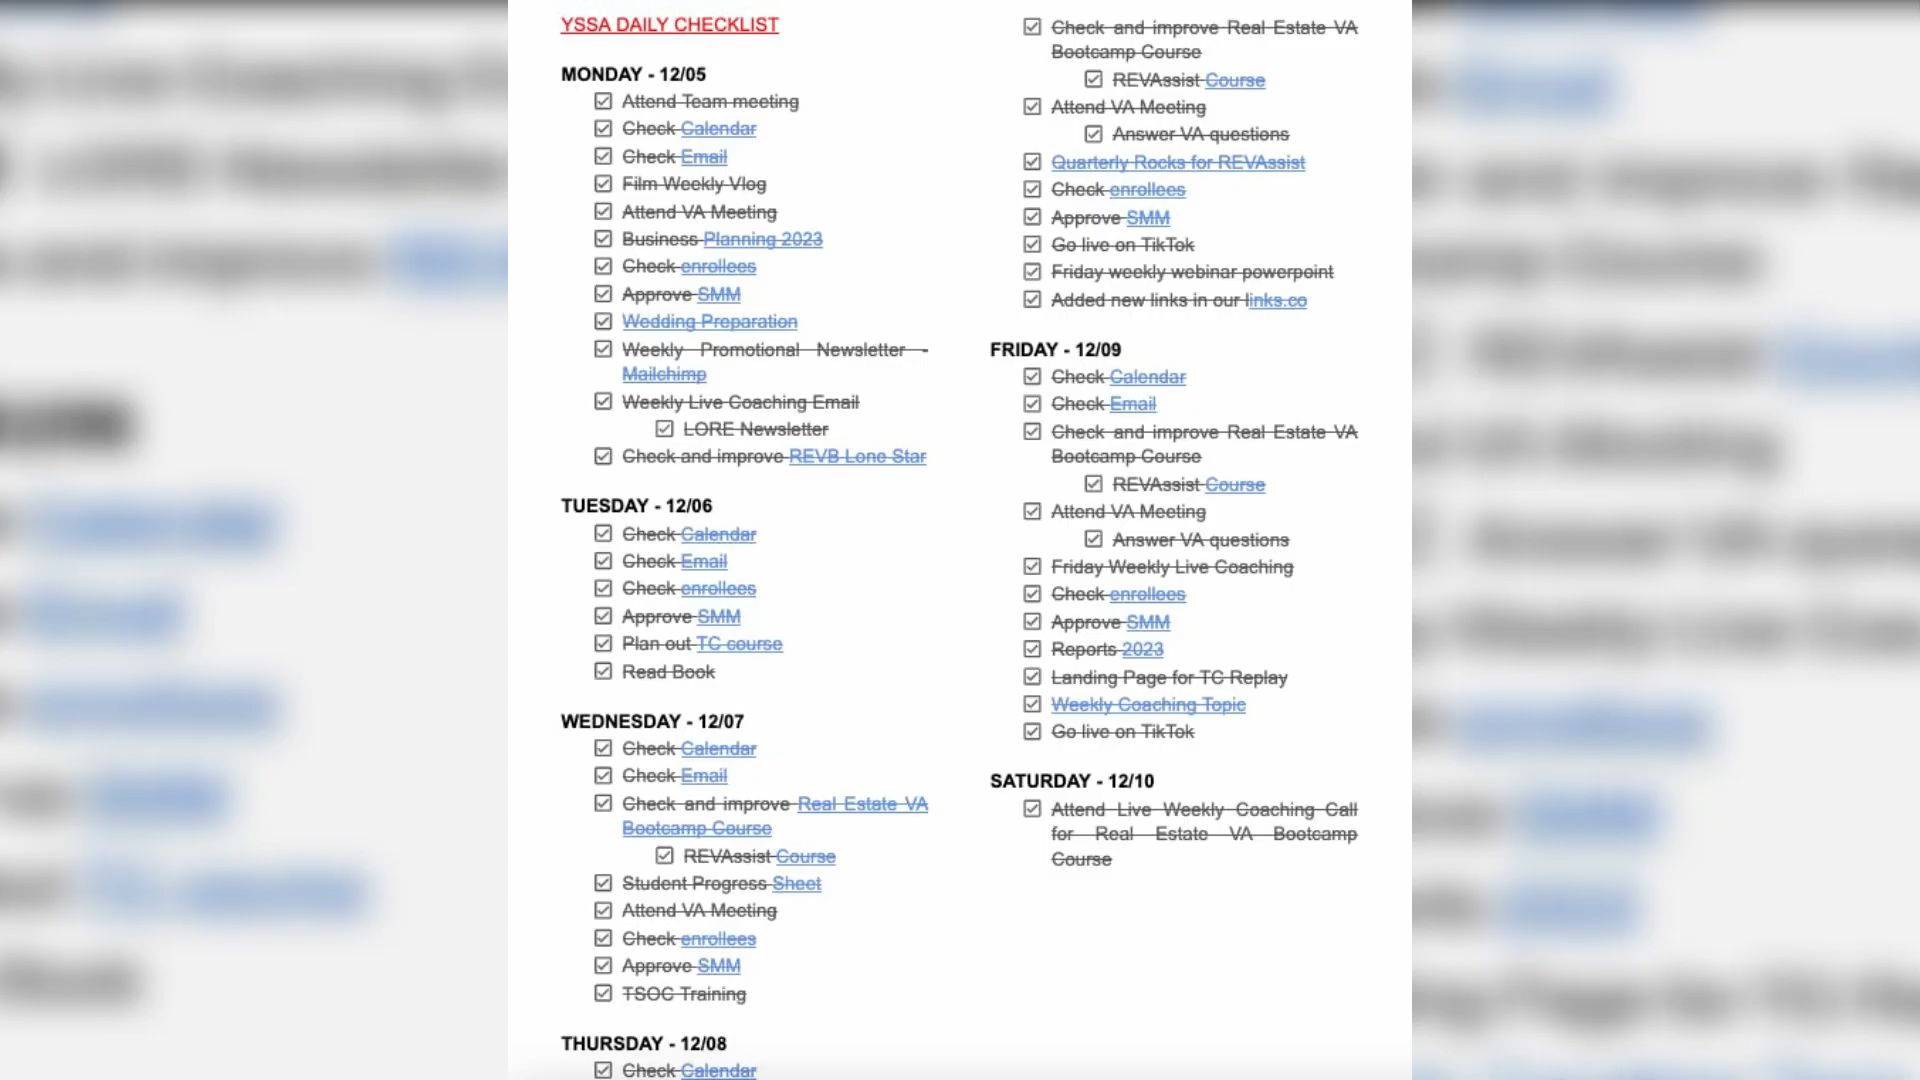 YSSA DAILY CHECKLIST
MONDAY - 12/05
Attend Team meeting
Check Calendar
Check Email
Film Weekly Vlog
Attend VA Meeting
Business Planning 2023
Check enrollees
Approve SMM
Wedding Preparation
Weekly Promotional Newsletter -
Mailchimp
Weekly Live Coaching Email
LORE Newsletter
Check and improve REVB Lone Star
TUESDAY - 12/06
Check Calendar
Check Email
Check enrollees
Approve SMM
Plan out TC course
Read Book
WEDNESDAY - 12/07
Check Calendar
Check Email
Check and improve Real Estate VA
Bootcamp Course
REVAssist Course
Student Progress Sheet
Attend VA Meeting
Check enrollees
Approve SMM
TSOC Training
THURSDAY - 12/08
Check Calendar
Check and improve Real Estate VA
Bootcamp Course
REVAssist Course
Attend VA Meeting
Answer VA questions
Quarterly Rocks for REVAssist
Check enrollees
Approve SMM
Go live on TikTok
Friday weekly webinar powerpoint
Added new links in our links.co
FRIDAY - 12/09
Check Calendar
Check Email
Check and improve Real Estate VA
Bootcamp Course
REVAssist Course
Attend VA Meeting
Answer VA questions
Friday Weekly Live Coaching
Check enrollees
Approve SMM
Reports 2023
Landing Page for TC Replay
Weekly Coaching Topic
Go live on TikTok
SATURDAY - 12/10
Attend Live Weekly Coaching Call
for Real Estate VA Bootcamp
Course